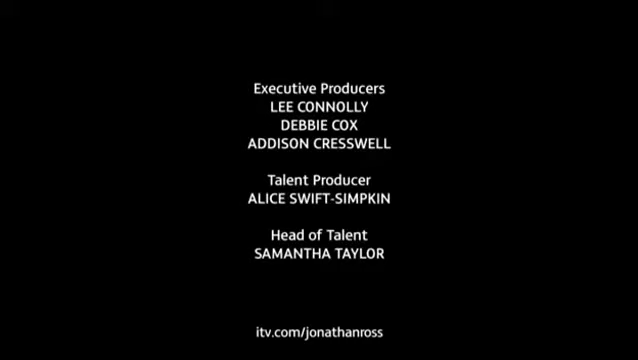 Executive Producers
LEE CONNOLLY
DEBBIE COX
ADDISON CRESSWELL
Talent Producer
ALICE SWIFT-SIMPKIN
Head of Talent
SAMANTHA TAYLOR
itv.com/jonathanross